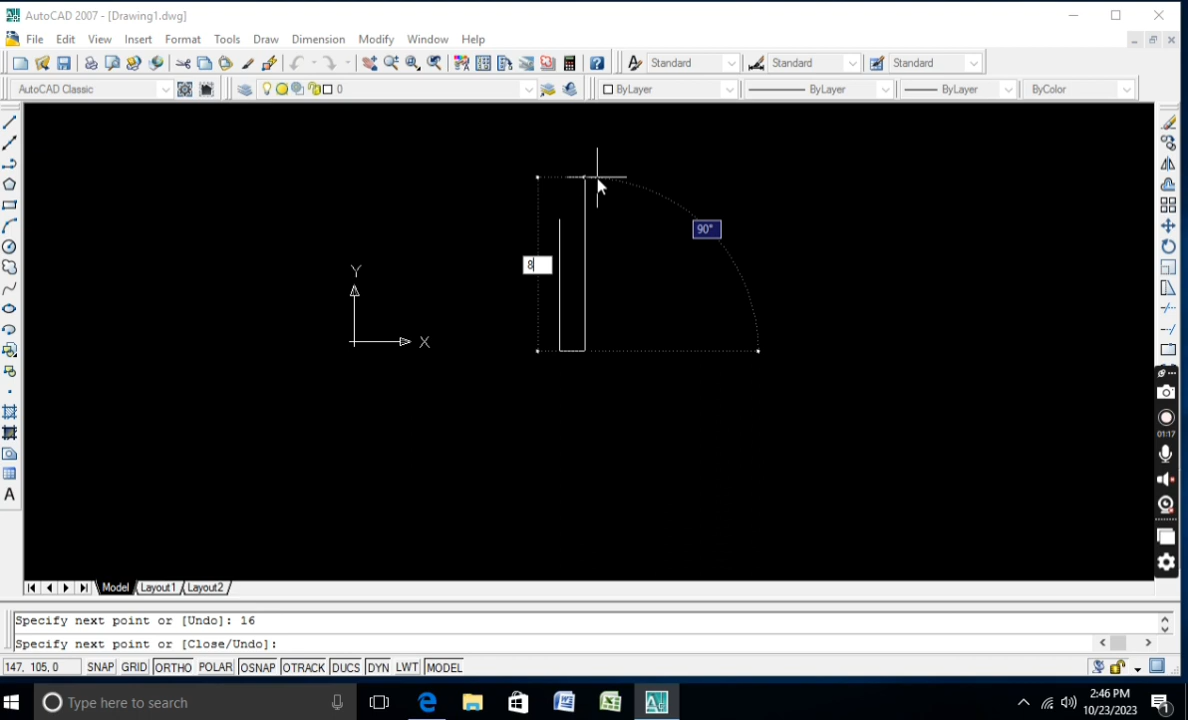 AutoCAD 2007 - [Drawing1.dwg]
File Edit View Insert Format Tools Draw Dimension Modify Window Help
Standard Standard Standard
AutoCAD Classic 0 ByLayer ByLayer ByLayer ByColor
90°
8
Y
X
01:17
A
Model Layout1 Layout2
Specify next point or [Undo]: 16
Specify next point or [Close/Undo]:
147, 105,0 SNAP GRID ORTHO POLAR OSNAP OTRACK DUCS DYN LWT MODEL
Type here to search
2:46 PM
10/23/2023
1